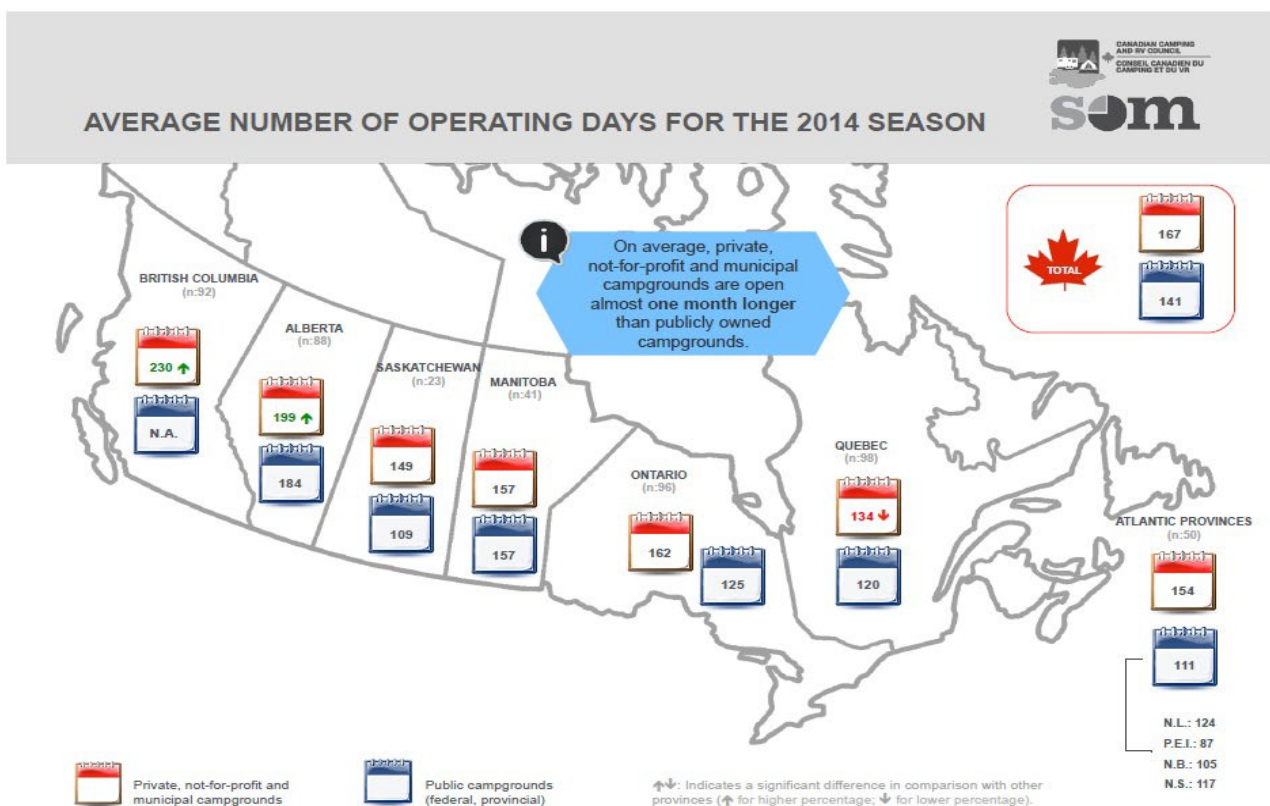 CANADIAN CAMPING
AND RV COUNCIL
CONSEIL CANADIEN DU
CAMPING ET DU VR
som
AVERAGE NUMBER OF OPERATING DAYS FOR THE 2014 SEASON
i
On average, private,
not-for-profit and municipal
campgrounds are open
almost one month longer
than publicly owned
campgrounds.
TOTAL
167
141
BRITISH COLUMBIA
(n:92)
230 ↑
N.A.
ALBERTA
(n:88)
199 ↑
184
SASKATCHEWAN
(n:23)
149
109
MANITOBA
(n:41)
157
157
ONTARIO
(n:96)
162
125
QUEBEC
(n:98)
134 ↓
120
ATLANTIC PROVINCES
(n:50)
154
111
N.L.: 124
P.E.I.: 87
N.B.: 105
N.S.: 117
Private, not-for-profit and
municipal campgrounds
Public campgrounds
(federal, provincial)
↑↓: Indicates a significant difference in comparison with other
provinces (↑ for higher percentage; ↓ for lower percentage).